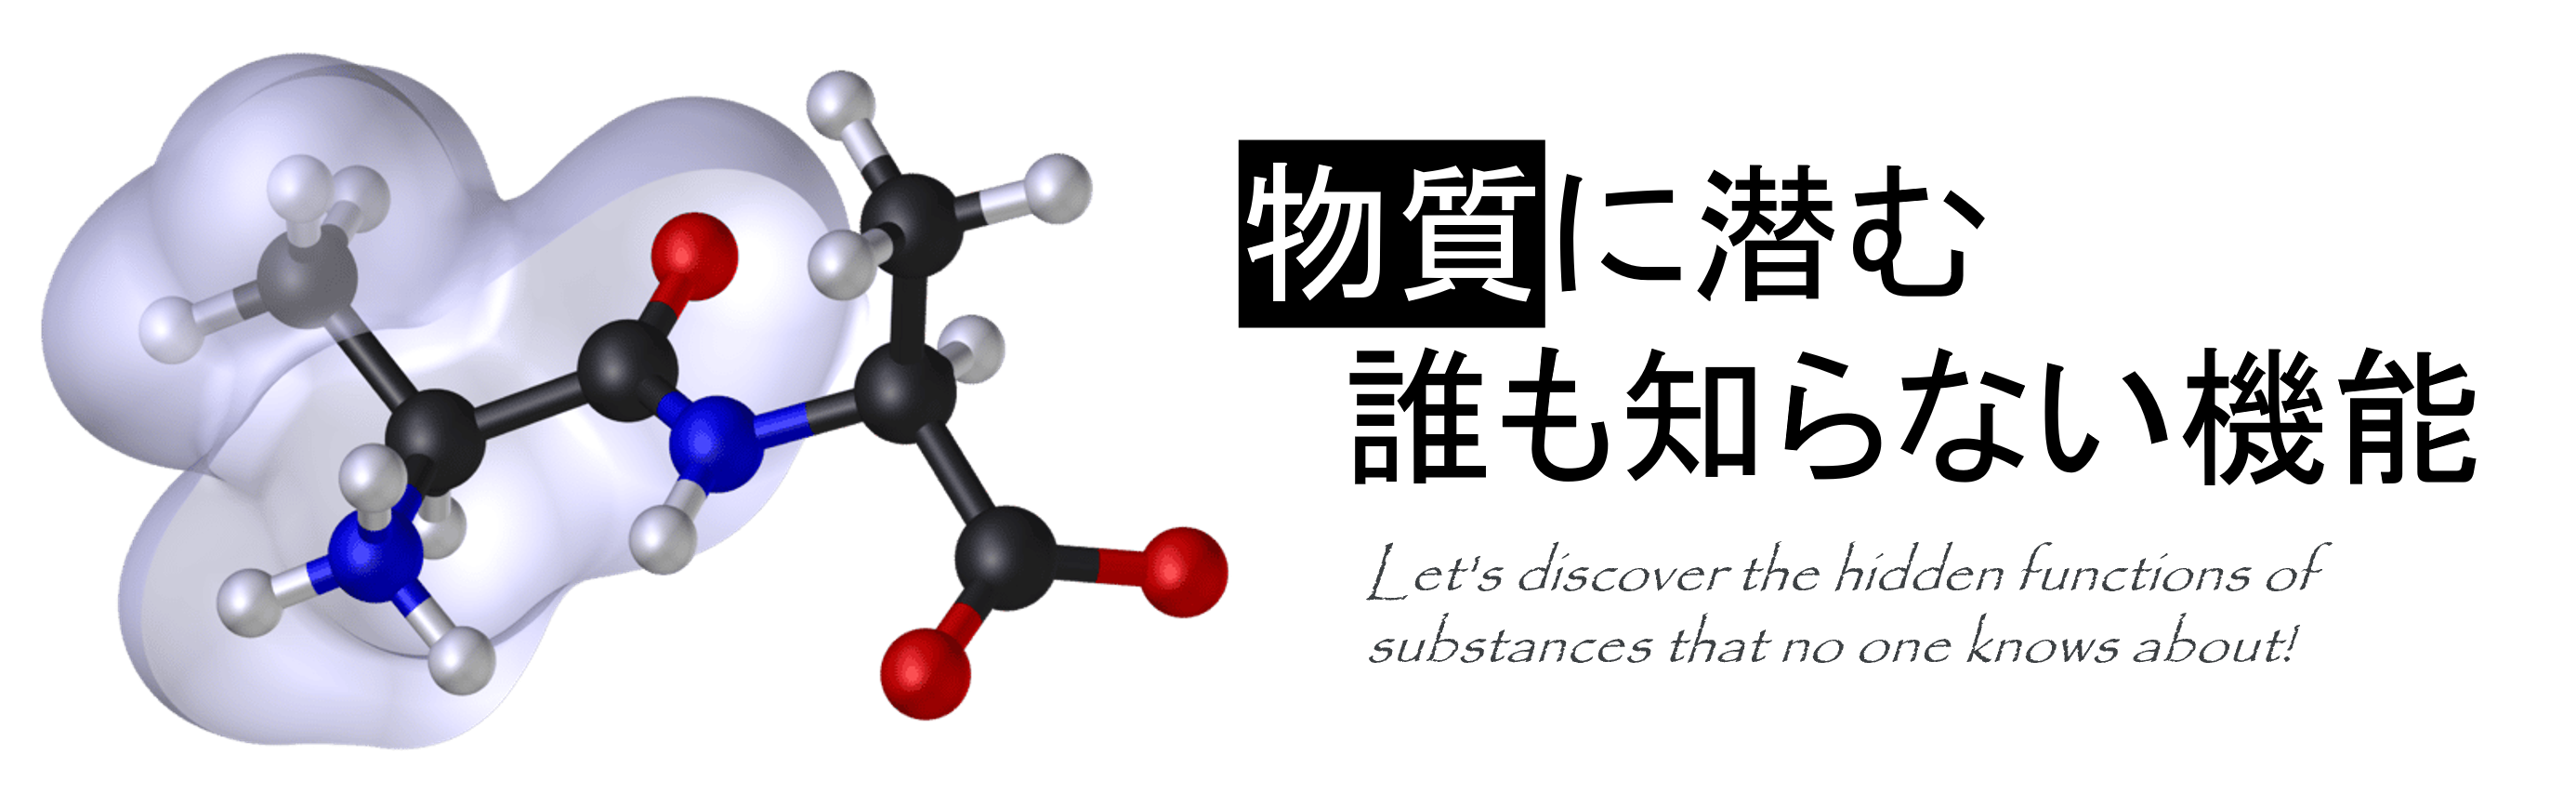 物質に潜む
誰も知らない機能
Let's discover the hidden functions of
substances that no one knows about!